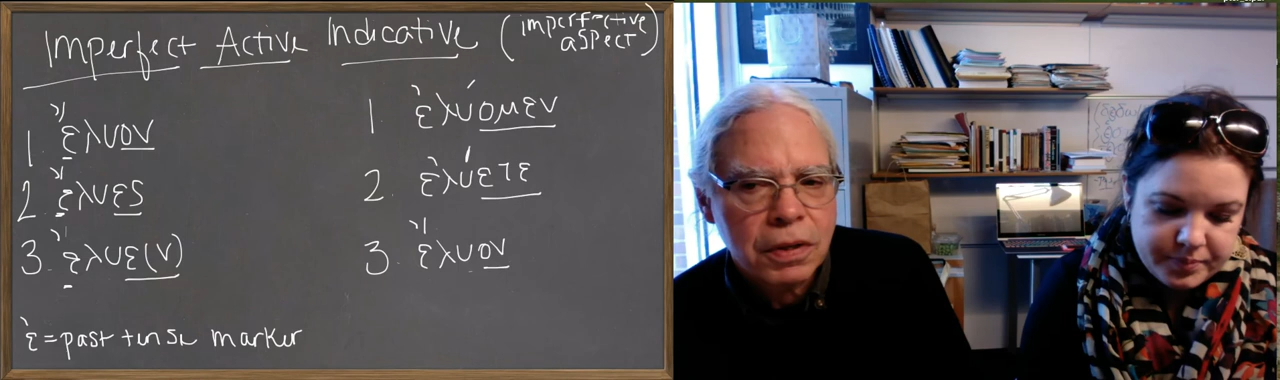 Imperfect Active Indicative (imperfective aspect)
1. ἔλυον
2. ἔλυες
3. ἔλυε(ν)
1 ἐλύομεν
2. ἐλύετε
3. ἔλυον
ἐ = past tense marker